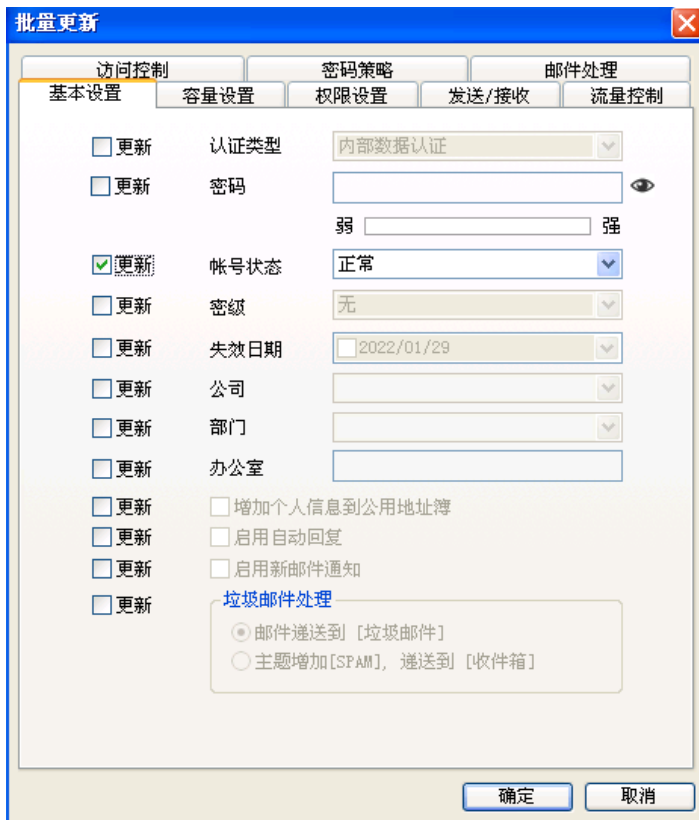 批量更新
访问控制 密码策略 邮件处理
基本设置 容量设置 权限设置 发送/接收 流量控制
更新 认证类型 内部数据认证
更新 密码
弱 强
更新 帐号状态 正常
更新 密级 无
更新 失效日期 2022/01/29
更新 公司
更新 部门
更新 办公室
更新 增加个人信息到公用地址簿
更新 启用自动回复
更新 启用新邮件通知
更新 垃圾邮件处理
邮件递送到 [垃圾邮件]
主题增加[SPAM], 递送到 [收件箱]
确定 取消